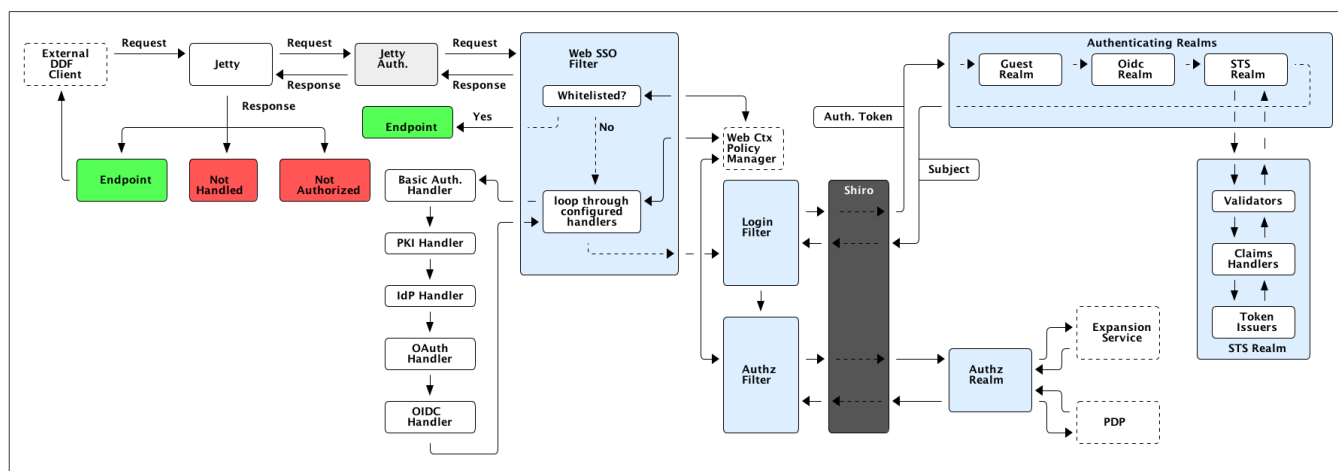 External
DDF
Client
Request
Jetty
Request
Response
Jetty
Auth.
Request
Response
Response
Endpoint
Not
Handled
Not
Authorized
Web SSO
Filter
Whitelisted?
Yes
Endpoint
No
loop through
configured
handlers
Basic Auth.
Handler
PKI Handler
IdP Handler
OAuth
Handler
OIDC
Handler
Web Ctx
Policy
Manager
Login
Filter
Authz
Filter
Shiro
Auth. Token
Subject
Authenticating Realms
Guest
Realm
Oidc
Realm
STS
Realm
Validators
Claims
Handlers
Token
Issuers
STS Realm
Authz
Realm
Expansion
Service
PDP